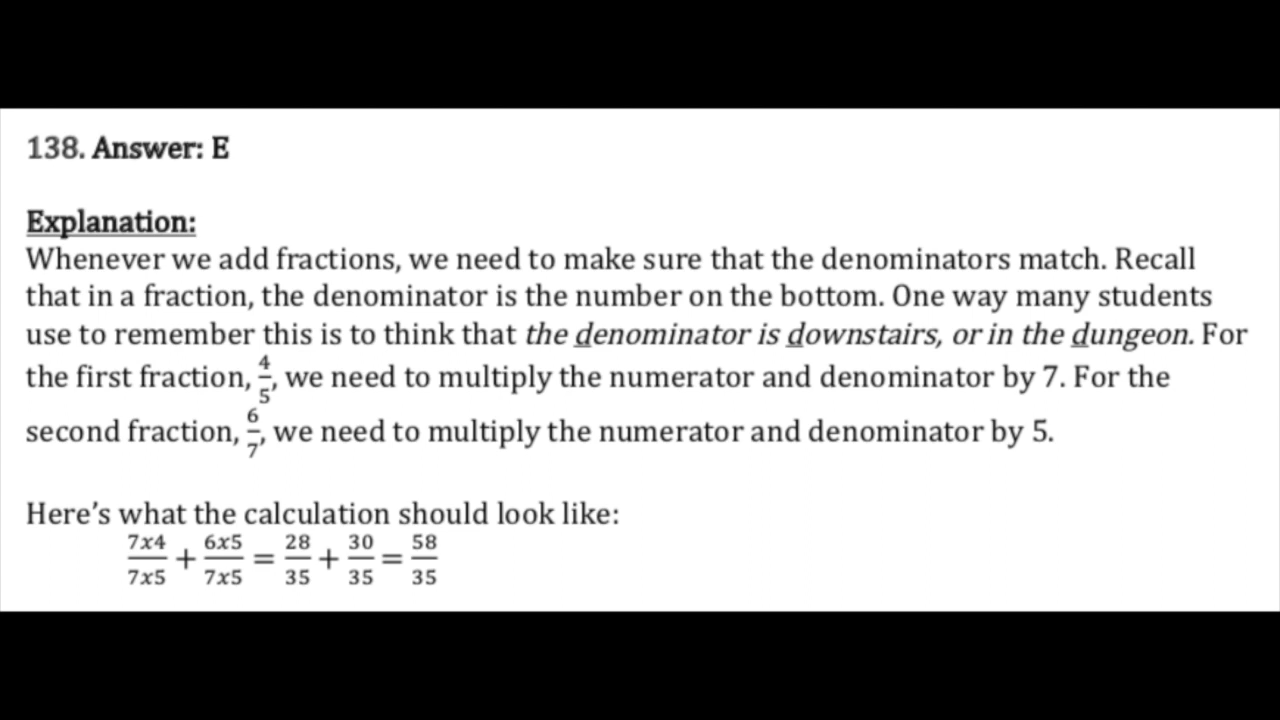 138. Answer: E
Explanation:
Whenever we add fractions, we need to make sure that the denominators match. Recall
that in a fraction, the denominator is the number on the bottom. One way many students
use to remember this is to think that the denominator is downstairs, or in the dungeon. For
the first fraction, 4/5, we need to multiply the numerator and denominator by 7. For the
second fraction, 6/7, we need to multiply the numerator and denominator by 5.
Here's what the calculation should look like:
7x4/7x5 + 6x5/7x5 = 28/35 + 30/35 = 58/35